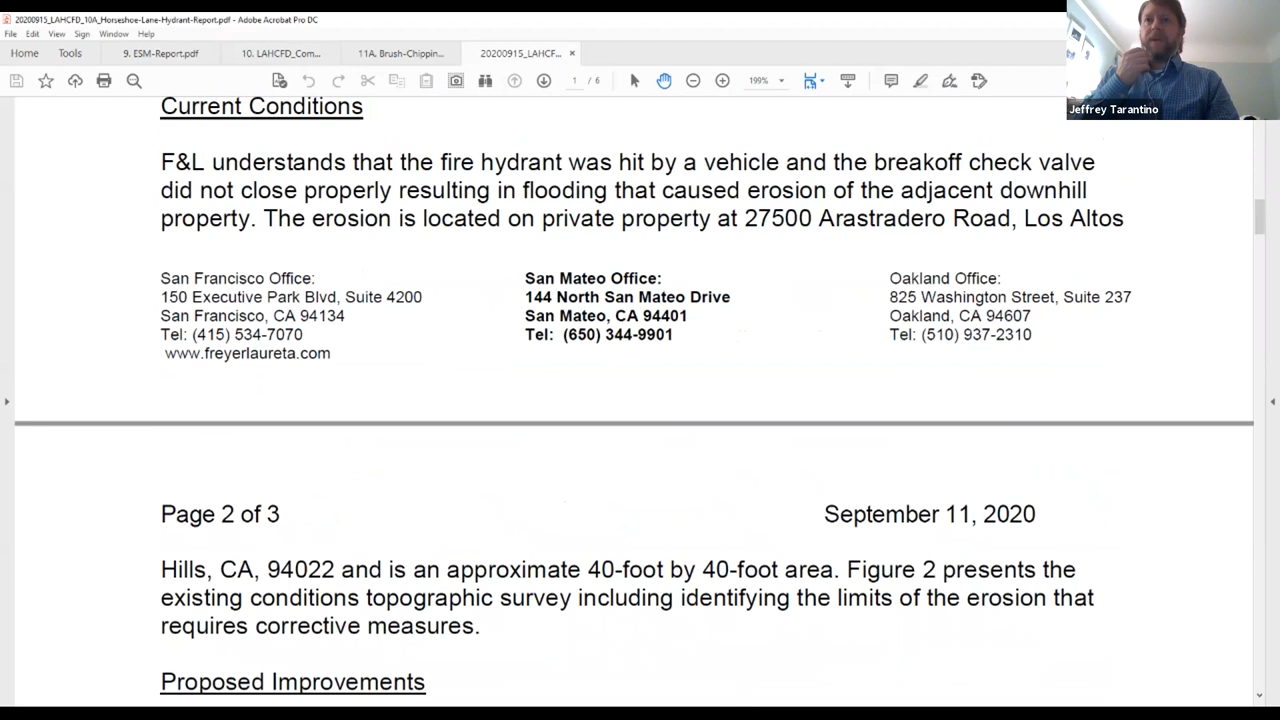 20200915_LAHCFD_10A_Horseshoe-Lane-Hydrant-Report.pdf - Adobe Acrobat Pro DC
File Edit View Sign Window Help
Home Tools 9. ESM-Report.pdf 10. LAHCFD_Com... 11A. Brush-Chippin... 20200915_LAHCF... ×
1 / 6 199%
Jeffrey Tarantino
Current Conditions
F&L understands that the fire hydrant was hit by a vehicle and the breakoff check valve
did not close properly resulting in flooding that caused erosion of the adjacent downhill
property. The erosion is located on private property at 27500 Arastradero Road, Los Altos
San Francisco Office:
150 Executive Park Blvd, Suite 4200
San Francisco, CA 94134
Tel: (415) 534-7070
www.freyerlaureta.com
San Mateo Office:
144 North San Mateo Drive
San Mateo, CA 94401
Tel: (650) 344-9901
Oakland Office:
825 Washington Street, Suite 237
Oakland, CA 94607
Tel: (510) 937-2310
Page 2 of 3 September 11, 2020
Hills, CA, 94022 and is an approximate 40-foot by 40-foot area. Figure 2 presents the
existing conditions topographic survey including identifying the limits of the erosion that
requires corrective measures.
Proposed Improvements